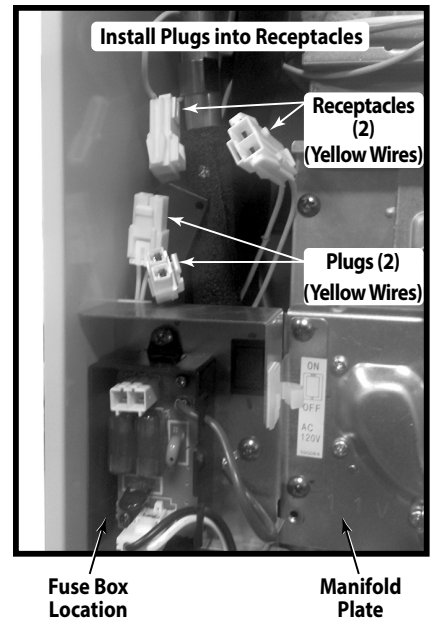 Install Plugs into Receptacles
Receptacles
(2)
(Yellow Wires)
Plugs (2)
(Yellow Wires)
ON
OFF
AC
120V
Fuse Box
Location
Manifold
Plate